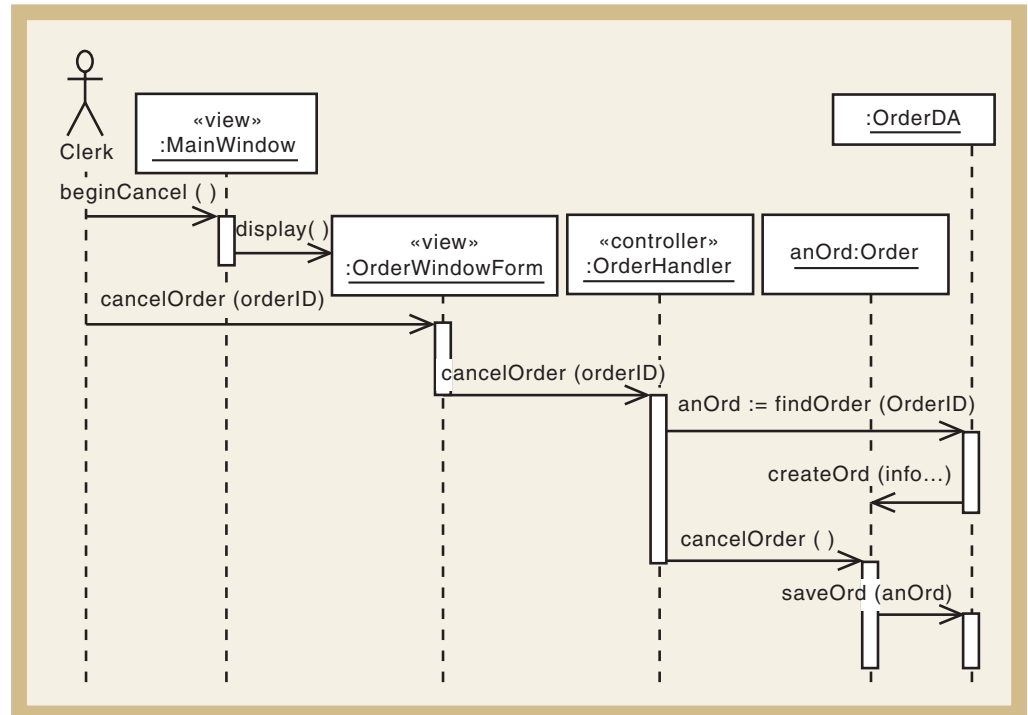 «view»
:MainWindow
:OrderDA
Clerk
beginCancel ( )
display( )
«view»
:OrderWindowForm
«controller»
:OrderHandler
anOrd:Order
cancelOrder (orderID)
cancelOrder (orderID)
anOrd := findOrder (OrderID)
createOrd (info…)
cancelOrder ( )
saveOrd (anOrd)